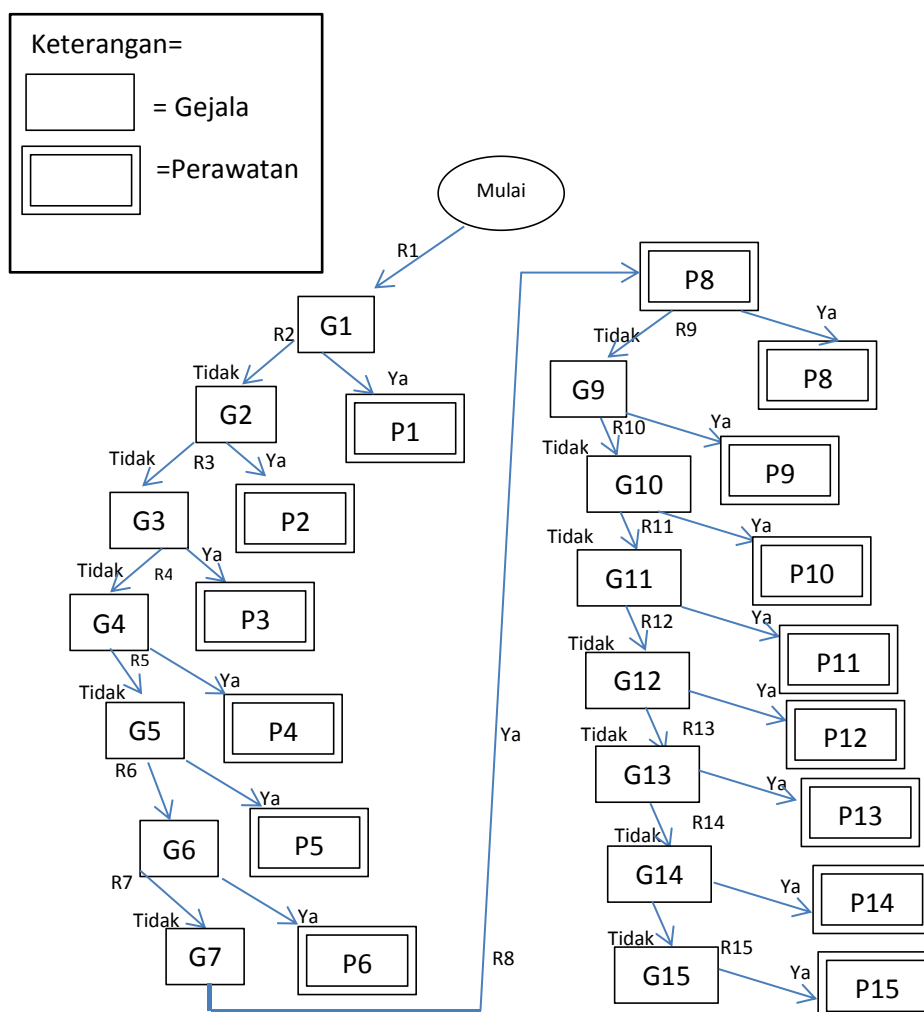 Keterangan=
= Gejala
=Perawatan
Mulai
R1
G1
R2
Tidak
Ya
G2
P1
Tidak
R3
Ya
G3
P2
Tidak
R4
Ya
G4
P3
R5
Tidak
Ya
G5
P4
R6
Ya
G6
P5
R7
Tidak
Ya
G7
P6
R8
Ya
P8
Tidak
R9
Ya
G9
P8
R10
Tidak
Ya
G10
P9
R11
Tidak
Ya
G11
P10
R12
Tidak
Ya
G12
P11
R13
Tidak
Ya
G13
P12
R14
Tidak
Ya
G14
P13
Tidak
R15
Ya
G15
P14
Ya
P15